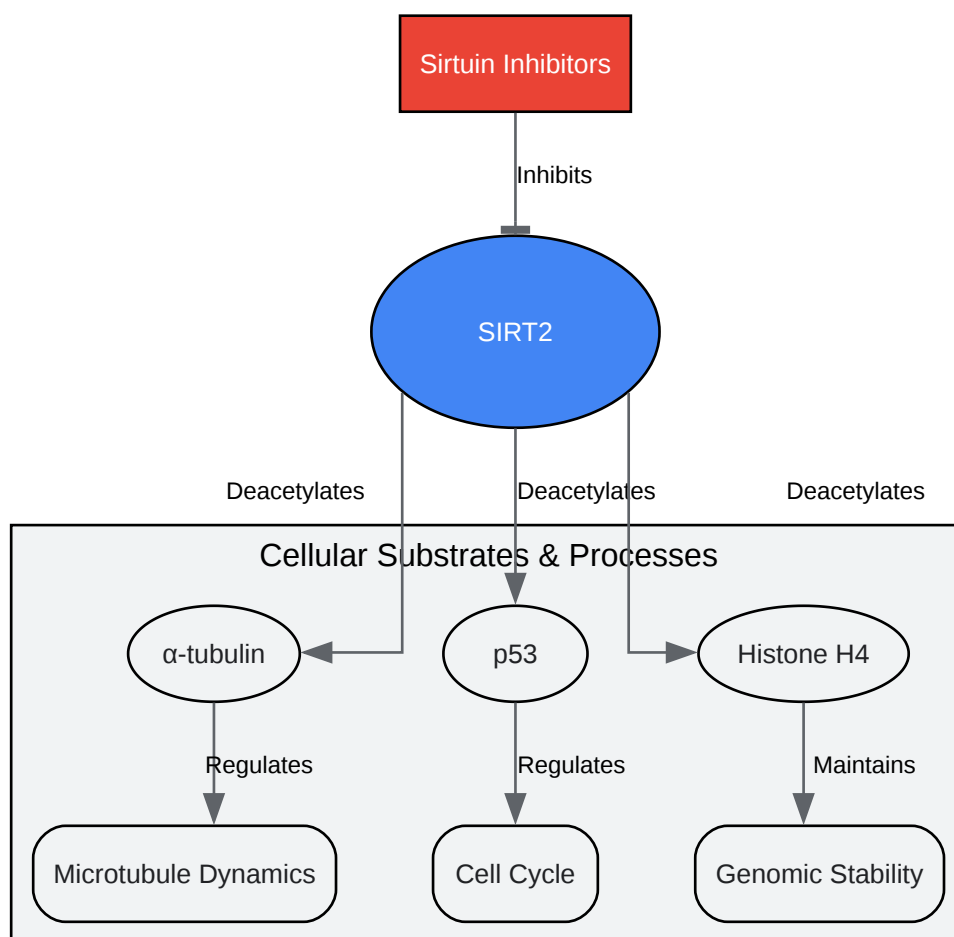 Sirtuin Inhibitors
Inhibits
SIRT2
Deacetylates
Deacetylates
Deacetylates
Cellular Substrates & Processes
α-tubulin
p53
Histone H4
Regulates
Regulates
Maintains
Microtubule Dynamics
Cell Cycle
Genomic Stability